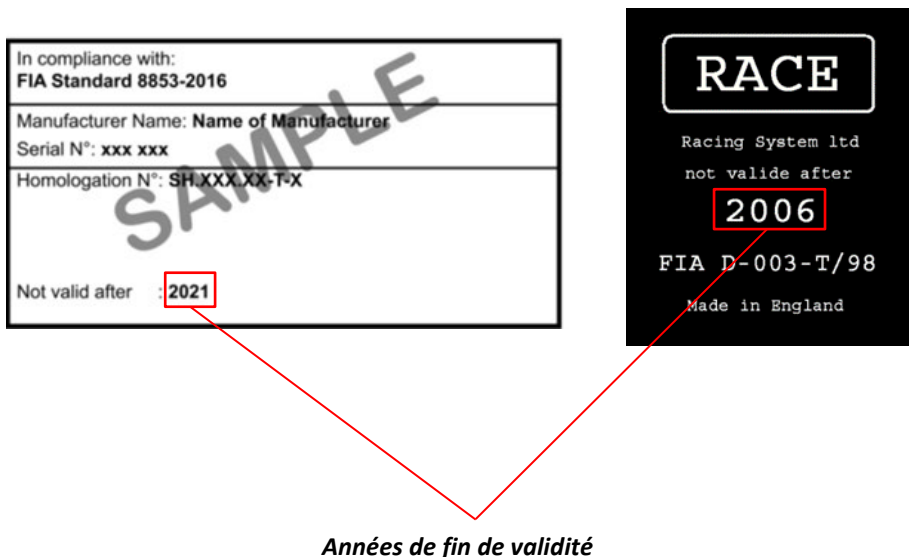 In compliance with:
FIA Standard 8853-2016
Manufacturer Name: Name of Manufacturer
Serial N°: xxx xxx
Homologation N°: SH.XXX.XX-T-X
SAMPLE
Not valid after : 2021
RACE
Racing System ltd
not valide after
2006
FIA D-003-T/98
Made in England
Années de fin de validité